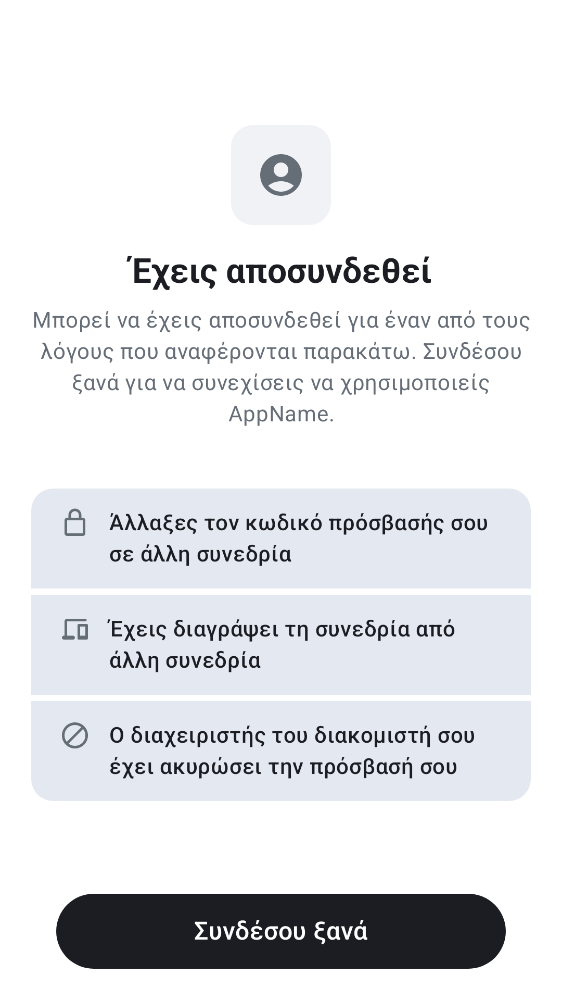 Έχεις αποσυνδεθεί
Μπορεί να έχεις αποσυνδεθεί για έναν από τους
λόγους που αναφέρονται παρακάτω. Συνδέσου
ξανά για να συνεχίσεις να χρησιμοποιείς
AppName.
Άλλαξες τον κωδικό πρόσβασής σου
σε άλλη συνεδρία
Έχεις διαγράψει τη συνεδρία από
άλλη συνεδρία
Ο διαχειριστής του διακομιστή σου
έχει ακυρώσει την πρόσβασή σου
Συνδέσου ξανά